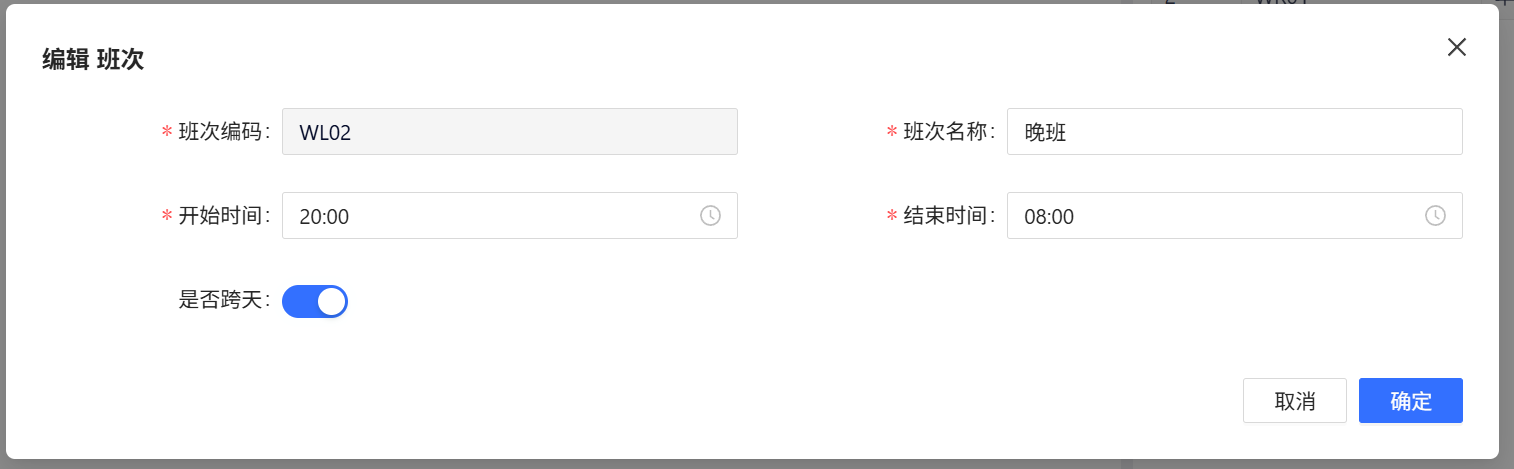 编辑 班次
* 班次编码: WL02
* 班次名称: 晚班
* 开始时间: 20:00
* 结束时间: 08:00
是否跨天:
取消
确定